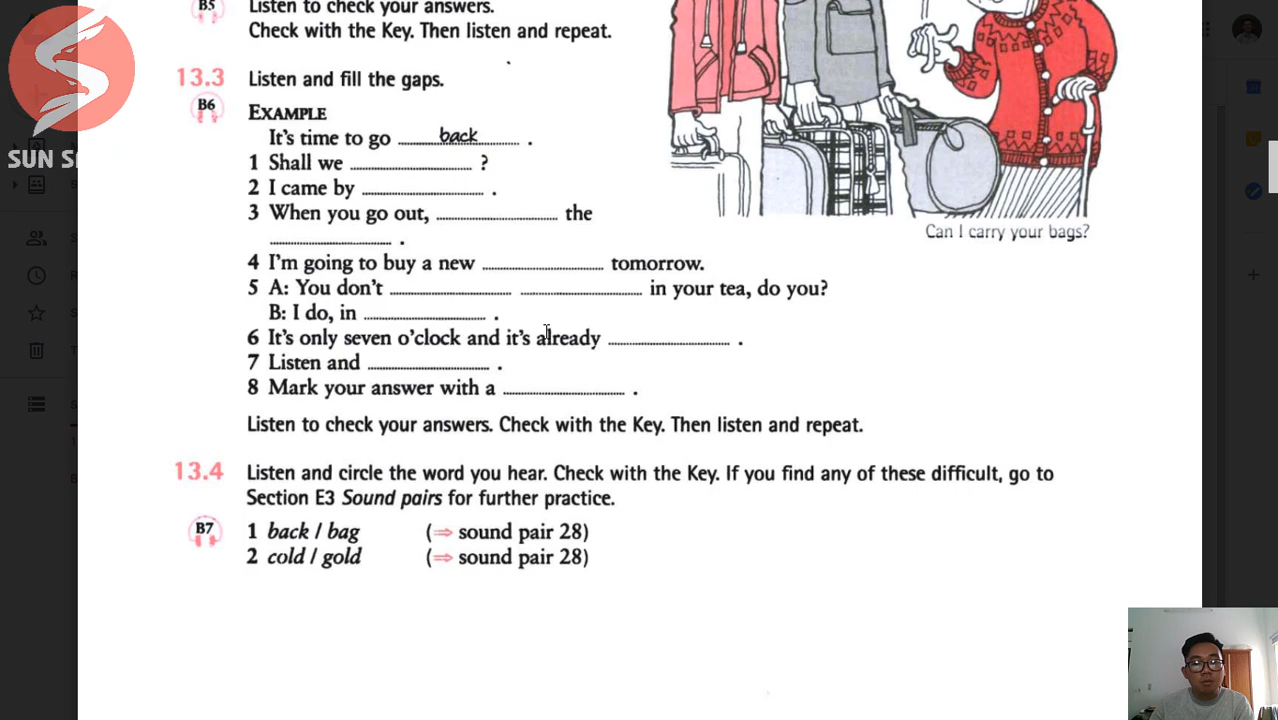 B5 Listen to check your answers.
Check with the Key. Then listen and repeat.
13.3 Listen and fill the gaps.
B6 EXAMPLE
It's time to go back .
1 Shall we ?
2 I came by .
3 When you go out, the
.
4 I'm going to buy a new tomorrow.
5 A: You don't in your tea, do you?
B: I do, in .
6 It's only seven o'clock and it's already .
7 Listen and .
8 Mark your answer with a .
Can I carry your bags?
Listen to check your answers. Check with the Key. Then listen and repeat.
13.4 Listen and circle the word you hear. Check with the Key. If you find any of these difficult, go to
Section E3 Sound pairs for further practice.
B7 1 back / bag (⇒ sound pair 28)
2 cold / gold (⇒ sound pair 28)
SUN